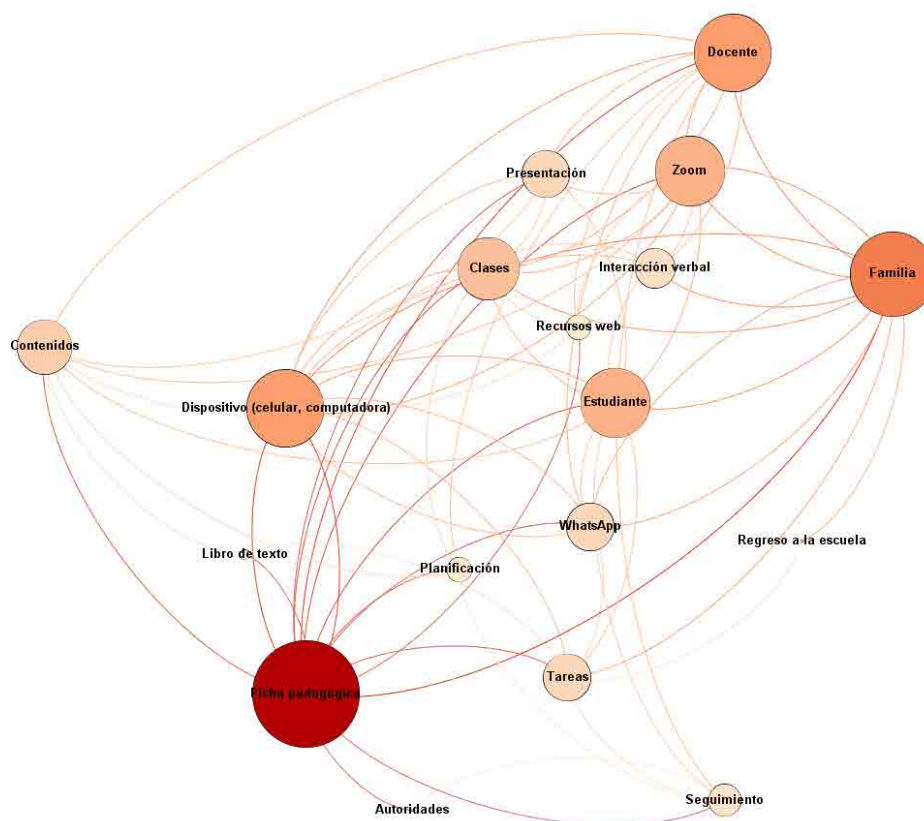 Docente
Presentación
Zoom
Clases
Interacción verbal
Familia
Recursos web
Contenidos
Dispositivo (celular, computadora)
Estudiante
WhatsApp
Regreso a la escuela
Libro de texto
Planificación
Tareas
Ficha pedagógica
Seguimiento
Autoridades